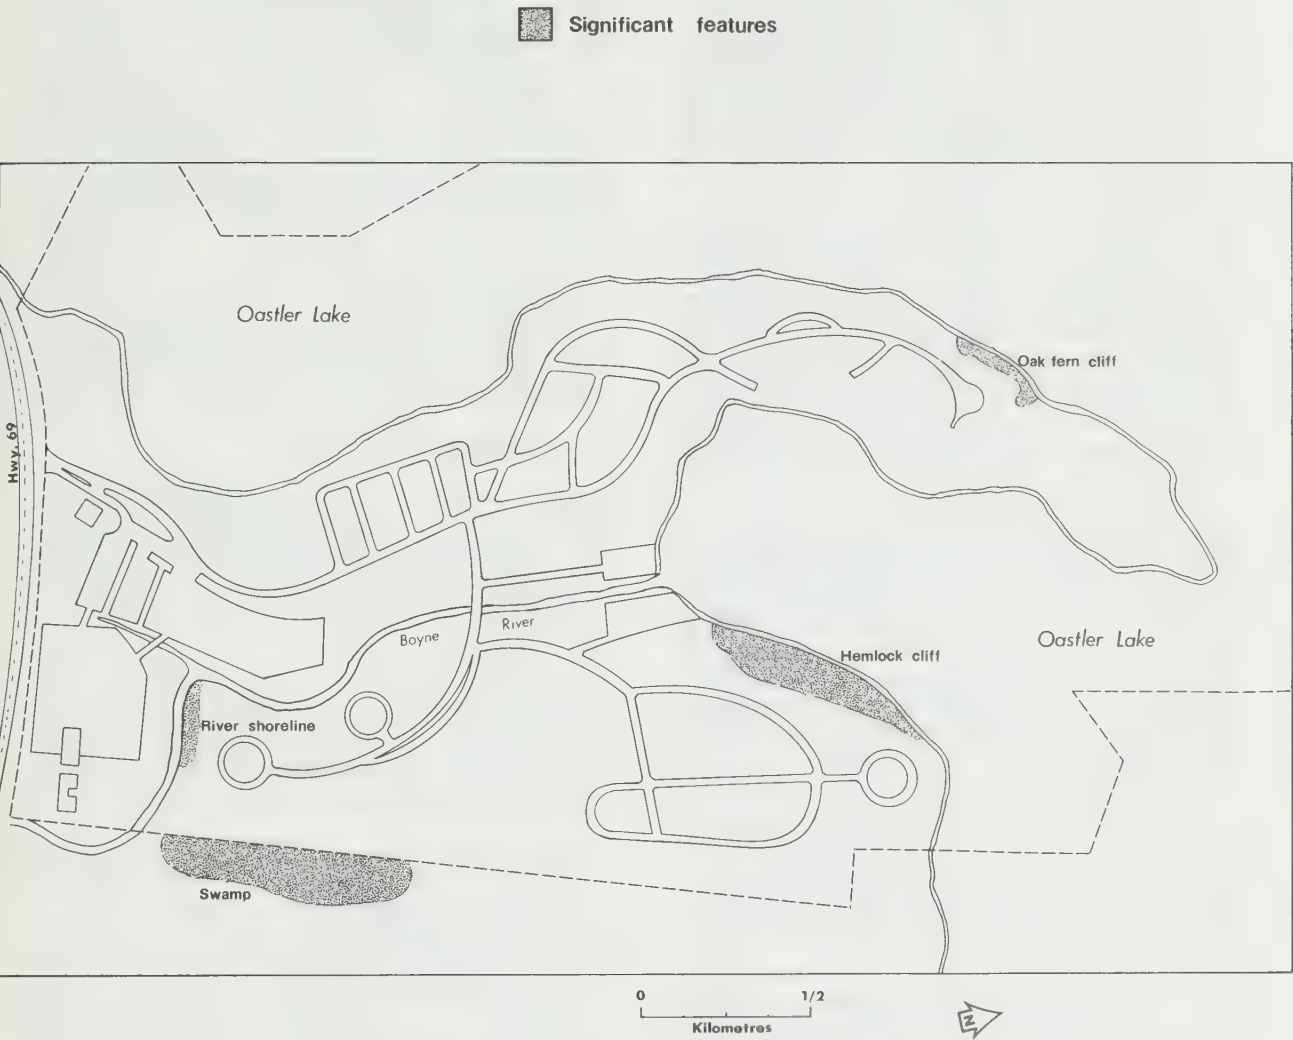 Significant features
Oastler Lake
Oak fern cliff
Hwy. 69
Boyne River
Hemlock cliff
Oastler Lake
River shoreline
Swamp
0 1/2
Kilometres
N